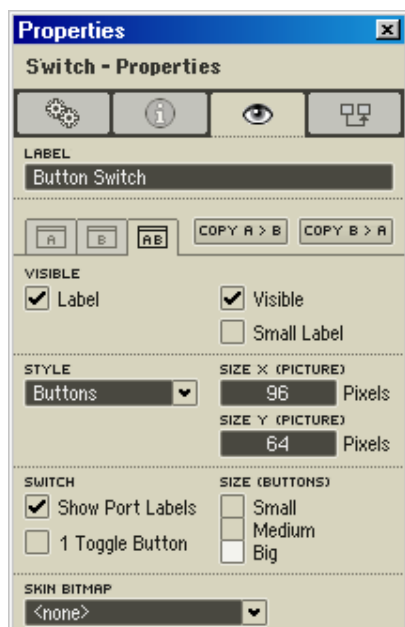 Properties
Switch - Properties
LABEL
Button Switch
A B AB COPY A > B COPY B > A
VISIBLE
Label Visible
Small Label
STYLE SIZE X (PICTURE)
Buttons 96 Pixels
SIZE Y (PICTURE)
64 Pixels
SWITCH SIZE (BUTTONS)
Show Port Labels Small
Medium
1 Toggle Button Big
SKIN BITMAP
<none>